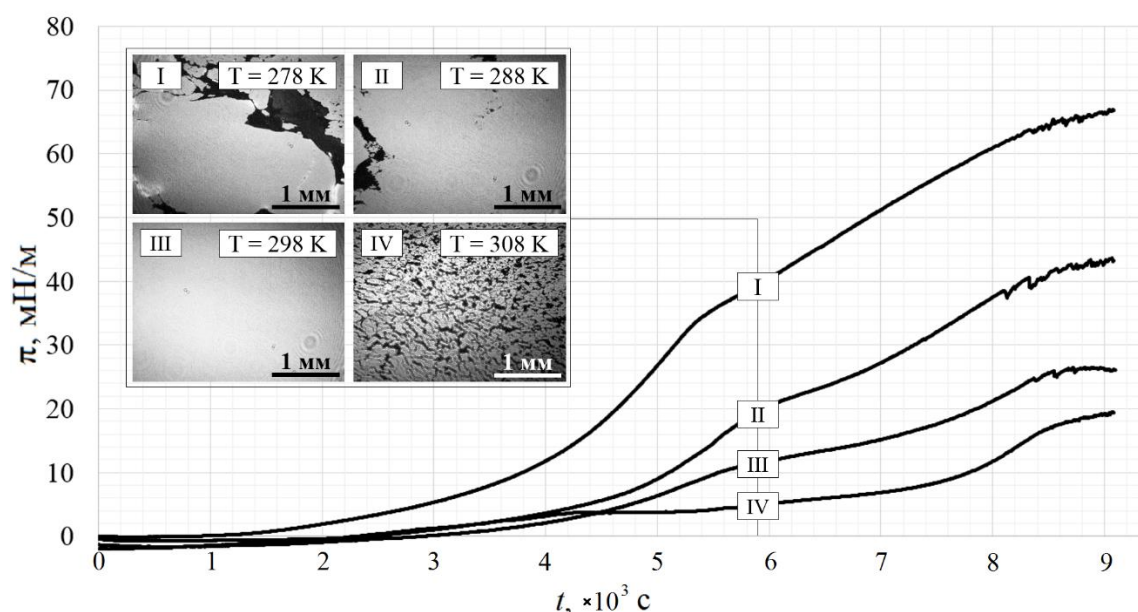 80
π, мН/м
70
60
50
40
30
20
10
0
I
T = 278 K
1 мм
II
T = 288 K
1 мм
III
T = 298 K
1 мм
IV
T = 308 K
1 мм
I
II
III
IV
0 1 2 3 4 5 6 7 8 9
t, ×10³ c